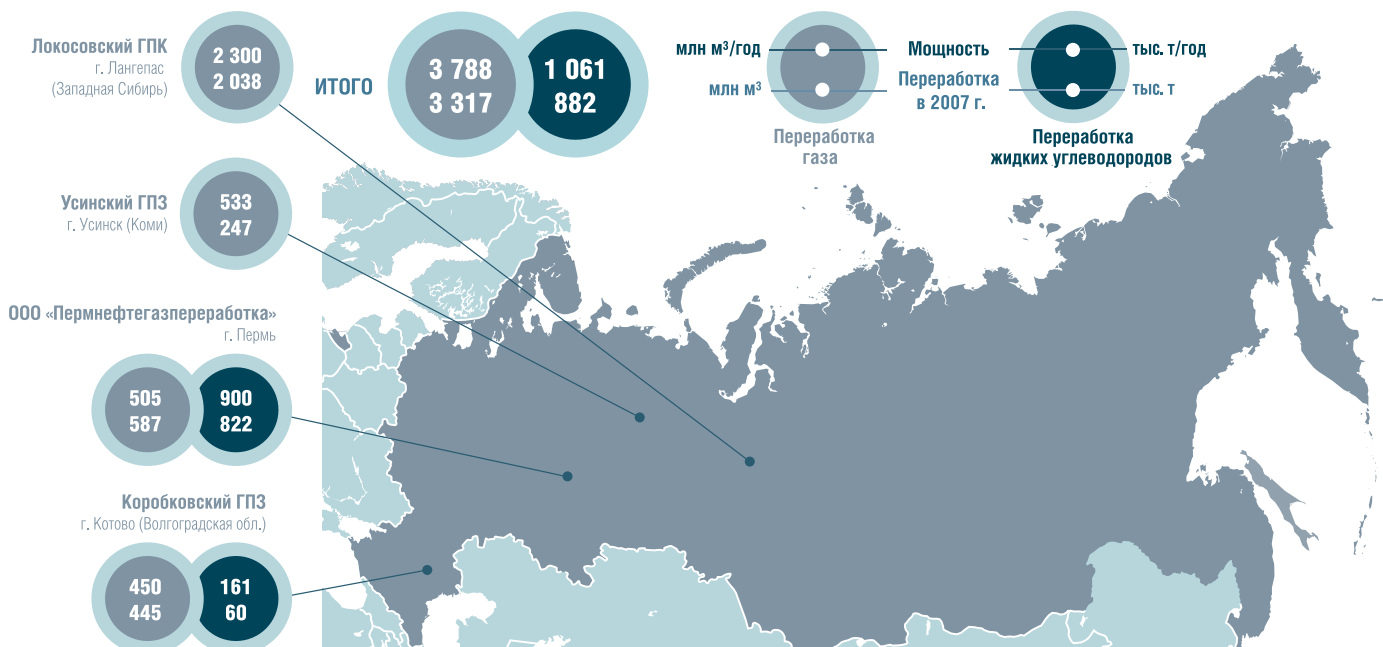 Локосовский ГПК
г. Лангепас
(Западная Сибирь)
2 300
2 038
ИТОГО
3 788
3 317
1 061
882
млн м³/год
Мощность
тыс. т/год
млн м³
Переработка
в 2007 г.
тыс. т
Переработка
газа
Переработка
жидких углеводородов
Усинский ГПЗ
г. Усинск (Коми)
533
247
ООО «Пермнефтегазпереработка»
г. Пермь
505
587
900
822
Коробковский ГПЗ
г. Котово (Волгоградская обл.)
450
445
161
60